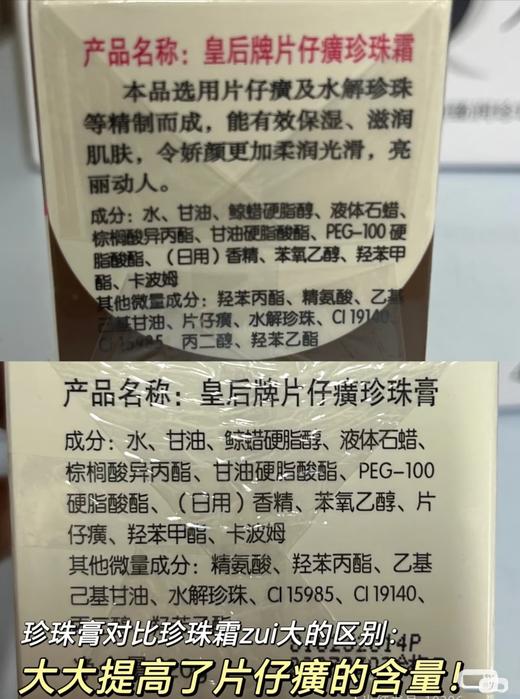 产品名称：皇后牌片仔癀珍珠霜
本品选用片仔癀及水解珍珠
等精制而成，能有效保湿、滋润
肌肤，令娇颜更加柔润光滑，亮
丽动人。
成分：水、甘油、鲸蜡硬脂醇、液体石蜡、
棕榈酸异丙酯、甘油硬脂酸酯、PEG-100 硬
脂酸酯、（日用）香精、苯氧乙醇、羟苯甲
酯、卡波姆
其他微量成分：羟苯丙酯、精氨酸、乙基
己基甘油、片仔癀、水解珍珠、CI 19140、
CI 15985、丙二醇、羟苯乙酯
产品名称：皇后牌片仔癀珍珠膏
成分：水、甘油、鲸蜡硬脂醇、液体石蜡、
棕榈酸异丙酯、甘油硬脂酸酯、PEG-100
硬脂酸酯、（日用）香精、苯氧乙醇、片
仔癀、羟苯甲酯、卡波姆
其他微量成分：精氨酸、羟苯丙酯、乙基
己基甘油、水解珍珠、CI 15985、CI 19140、
珍珠膏对比珍珠霜zui大的区别：
大大提高了片仔癀的含量！